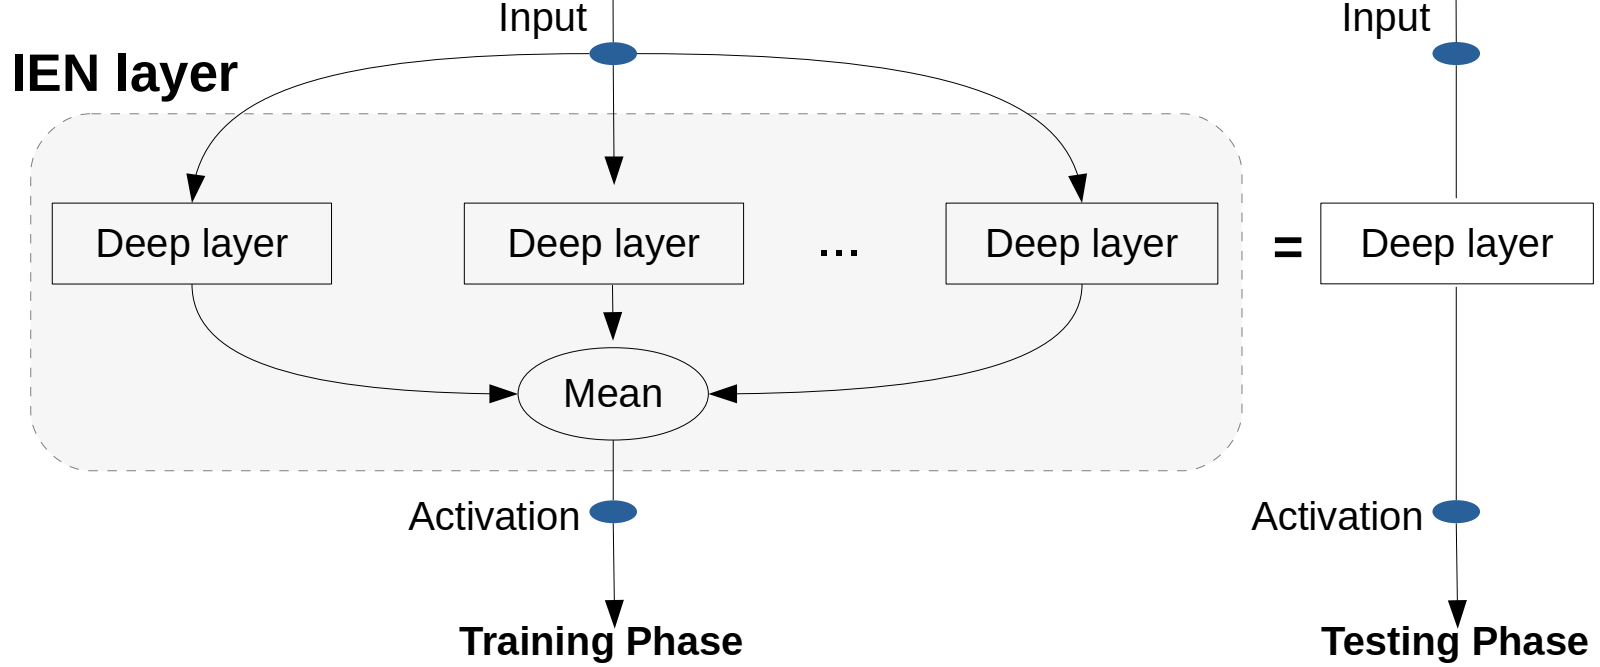 Input
Input
IEN layer
Deep layer
Deep layer
...
Deep layer
=
Deep layer
Mean
Activation
Activation
Training Phase
Testing Phase